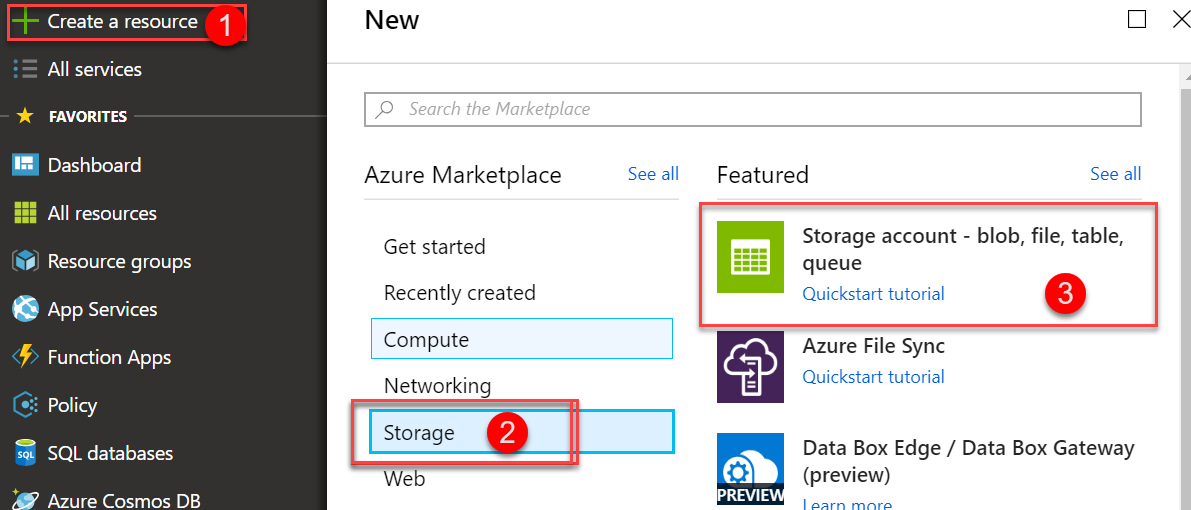 Create a resource
1
All services
FAVORITES
Dashboard
All resources
Resource groups
App Services
Function Apps
Policy
SQL
SQL databases
Azure Cosmos DB
New
Search the Marketplace
Azure Marketplace
See all
Get started
Recently created
Compute
Networking
Storage
2
Web
Featured
See all
Storage account - blob, file, table,
queue
Quickstart tutorial
3
Azure File Sync
Quickstart tutorial
PREVIEW
Data Box Edge / Data Box Gateway
(preview)
Learn more